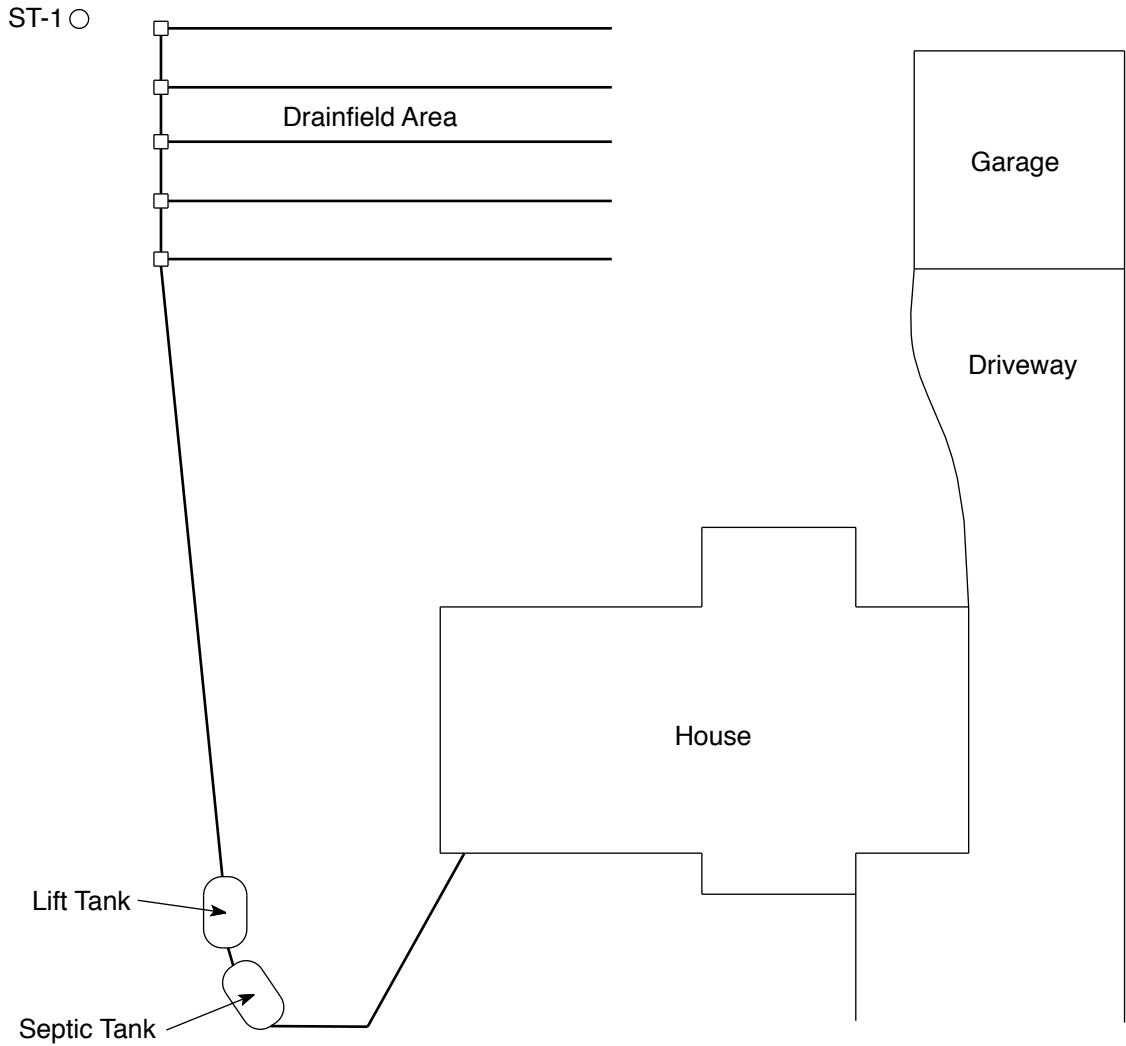 ST-1
Drainfield Area
Garage
Driveway
House
Lift Tank
Septic Tank